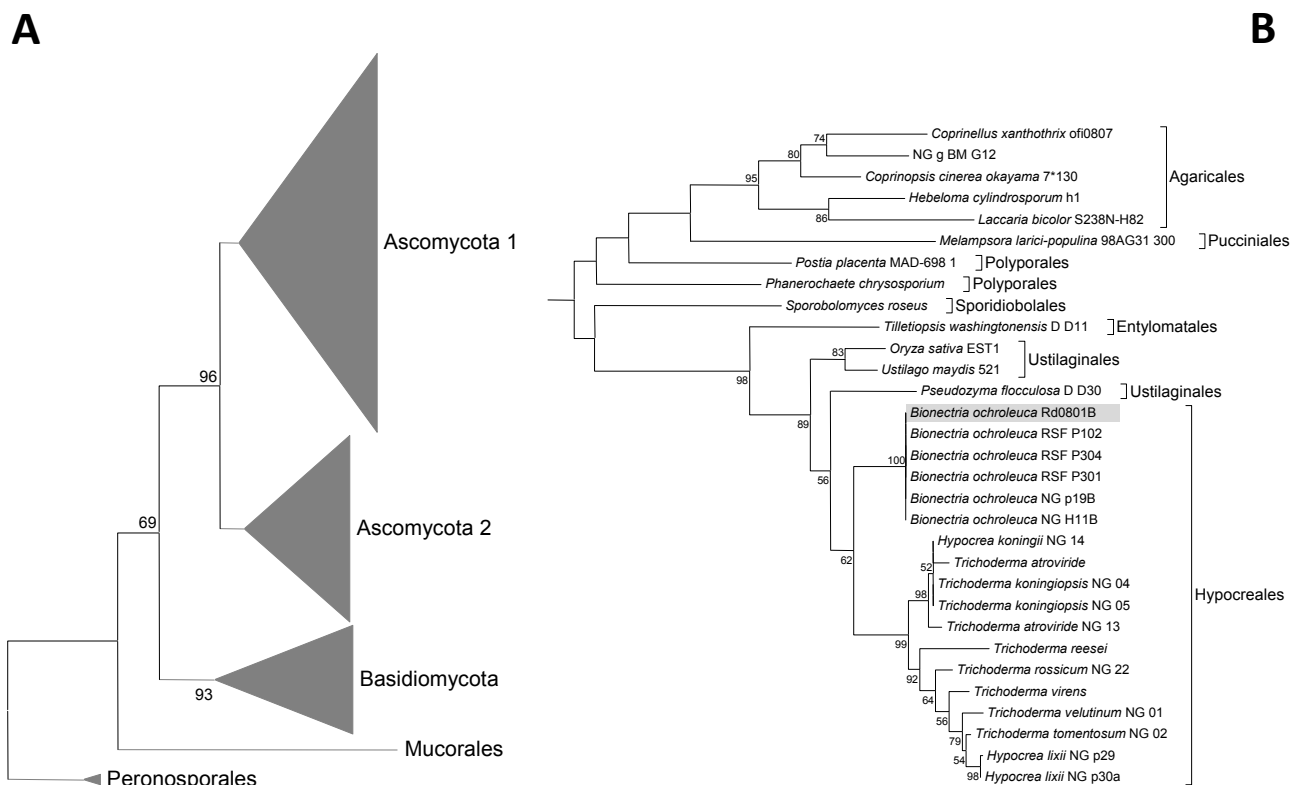 A
B
96
69
93
Ascomycota 1
Ascomycota 2
Basidiomycota
Mucorales
Peronosporales
74
Coprinellus xanthothrix ofi0807
80
NG g BM G12
95
Coprinopsis cinerea okayama 7*130
Agaricales
Hebeloma cylindrosporum h1
86
Laccaria bicolor S238N-H82
Melampsora larici-populina 98AG31 300
Pucciniales
Postia placenta MAD-698 1
Polyporales
Phanerochaete chrysosporium
Polyporales
Sporobolomyces roseus
Sporidiobolales
Tilletiopsis washingtonensis D D11
Entylomatales
83
Oryza sativa EST1
Ustilaginales
98
Ustilago maydis 521
Pseudozyma flocculosa D D30
Ustilaginales
89
Bionectria ochroleuca Rd0801B
Bionectria ochroleuca RSF P102
100
Bionectria ochroleuca RSF P304
56
Bionectria ochroleuca RSF P301
Bionectria ochroleuca NG p19B
Bionectria ochroleuca NG H11B
Hypocrea koningii NG 14
62
52
Trichoderma atroviride
Trichoderma koningiopsis NG 04
98
Trichoderma koningiopsis NG 05
Hypocreales
Trichoderma atroviride NG 13
99
Trichoderma reesei
92
Trichoderma rossicum NG 22
64
Trichoderma virens
56
Trichoderma velutinum NG 01
79
Trichoderma tomentosum NG 02
54
Hypocrea lixii NG p29
98
Hypocrea lixii NG p30a